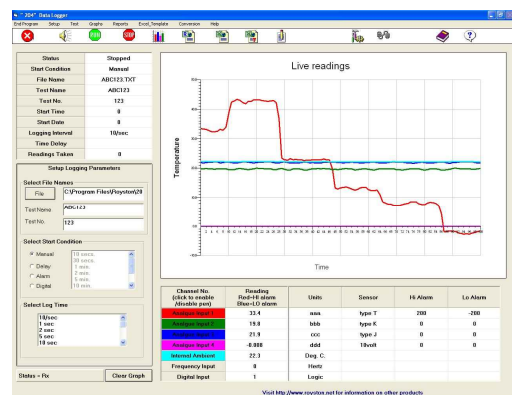 " 204" Data Logger
End Program Setup Test Graphs Reports Excel_Template Conversion Help
STOP
Status Stopped
Start Condition Manual
File Name ABC123.TXT
Test Name ABC123
Test No. 123
Start Time 0
Start Date 0
Logging Interval 10/sec
Time Delay
Readings Taken 0
Setup Logging Parameters
Select File Names
File C:\Program Files\Royston\20
Test Name ABC123
Test No. 123
Select Start Condition
Manual
Delay
Alarm
Digital
10 secs.
30 secs.
1 min.
2 min.
5 min.
10 min.
Select Log Time
10/sec
1 sec
2 sec
5 sec
10 sec
Status = Rx Clear Graph
Live readings
Temperature
Time
Channel No. (click to enable /disable pen) Reading Red=HI alarm Blue=LO alarm Units Sensor Hi Alarm Lo Alarm
Analogue Input 1 33.4 aaa type T 200 -200
Analogue Input 2 19.8 bbb type K 0 0
Analogue Input 3 21.9 ccc type J 0 0
Analogue Input 4 -0.008 ddd 10volt 0 0
Internal Ambient 22.3 Deg. C.
Frequency Input 0 Hertz
Digital Input 1 Logic
Visit http://www.royston.net for information on other products